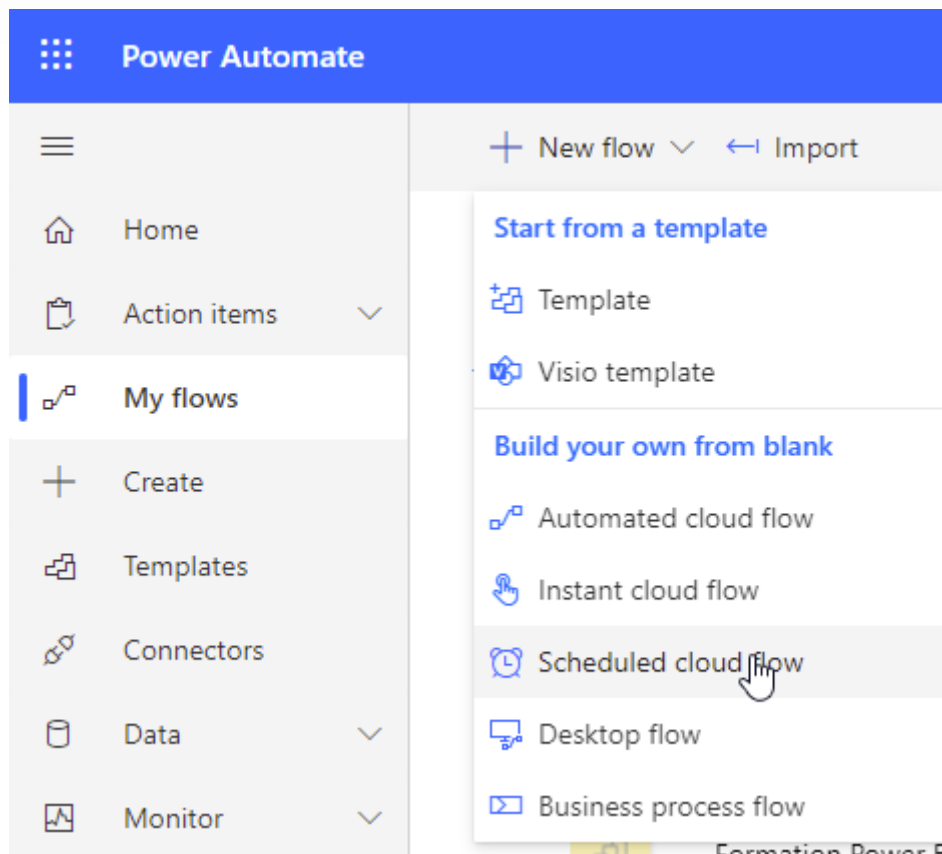 Power Automate
New flow
Import
Home
Action items
My flows
Create
Templates
Connectors
Data
Monitor
Start from a template
Template
Visio template
Build your own from blank
Automated cloud flow
Instant cloud flow
Scheduled cloud flow
Desktop flow
Business process flow
Formation Power